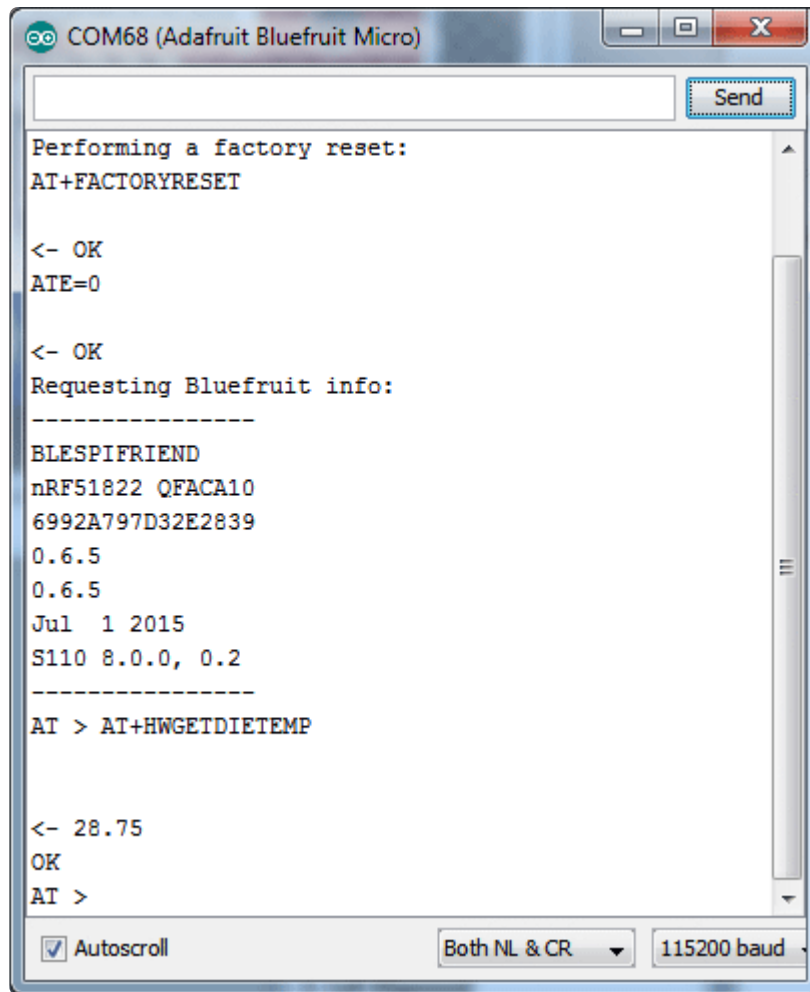 COM68 (Adafruit Bluefruit Micro)
Send
Performing a factory reset:
AT+FACTORYRESET
<- OK
ATE=0
<- OK
Requesting Bluefruit info:
----------------
BLESPIFRIEND
nRF51822 QFACA10
6992A797D32E2839
0.6.5
0.6.5
Jul  1 2015
S110 8.0.0, 0.2
----------------
AT > AT+HWGETDIETEMP
<- 28.75
OK
AT >
Autoscroll
Both NL & CR
115200 baud